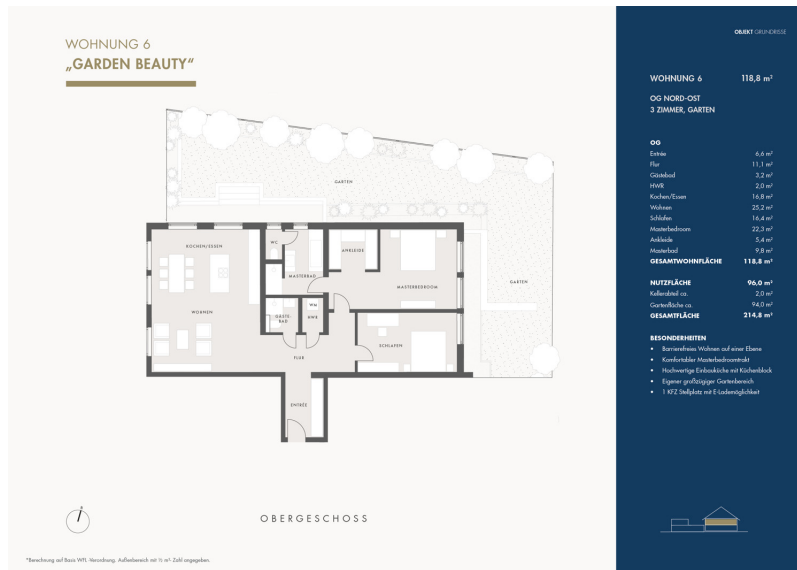 WOHNUNG 6
„GARDEN BEAUTY“
GARTEN
GARTEN
KOCHEN/ESSEN
WC
ANKLEIDE
MASTERBAD
MASTERBEDROOM
WOHNEN
GÄSTE-
BAD
WM
HWR
SCHLAFEN
FLUR
ENTRÉE
OBERGESCHOSS
*Berechnung auf Basis WFL -Verordnung. Außenbereich mit ½ m²- Zahl angegeben.
OBJEKT GRUNDRISSE
WOHNUNG 6 118,8 m²
OG NORD-OST
3 ZIMMER, GARTEN
OG
Entrée 6,6 m²
Flur 11,1 m²
Gästebad 3,2 m²
HWR 2,0 m²
Kochen/Essen 16,8 m²
Wohnen 25,2 m²
Schlafen 16,4 m²
Masterbedroom 22,3 m²
Ankleide 5,4 m²
Masterbad 9,8 m²
GESAMTWOHNFLÄCHE 118,8 m²
NUTZFLÄCHE 96,0 m²
Kellerabteil ca. 2,0 m²
Gartenfläche ca. 94,0 m²
GESAMTFLÄCHE 214,8 m²
BESONDERHEITEN
• Barrierefreies Wohnen auf einer Ebene
• Komfortabler Masterbedroomtrakt
• Hochwertige Einbauküche mit Küchenblock
• Eigener großzügiger Gartenbereich
• 1 KFZ Stellplatz mit E-Lademöglichkeit